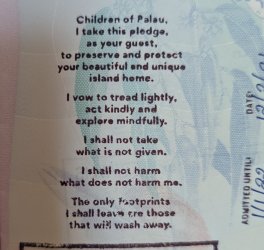 Children of Palau,
I take this pledge,
as your guest,
to preserve and protect
your beautiful and unique
island home.
I vow to tread lightly,
act kindly and
explore mindfully.
I shall not take
what is not given.
I shall not harm
what does not harm me.
The only footprints
I shall leave are those
that will wash away.
DATE:
ADMITTED UNTIL: